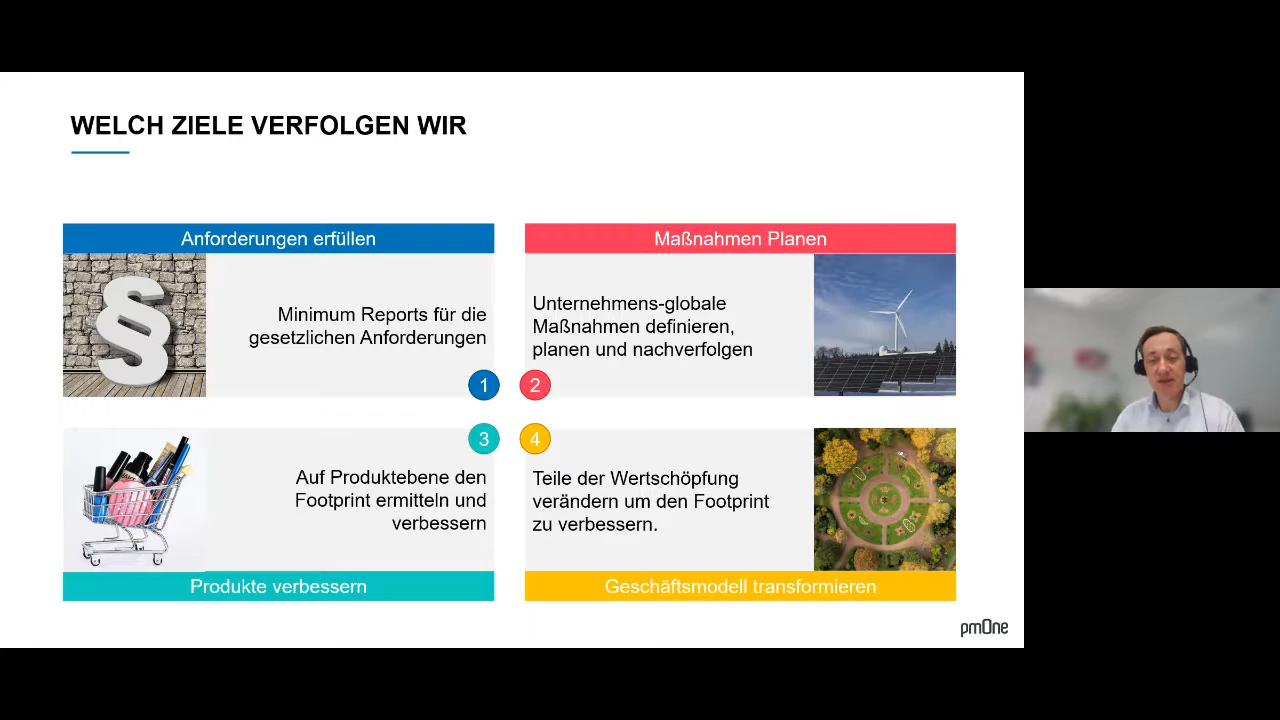 WELCH ZIELE VERFOLGEN WIR
Anforderungen erfüllen
Minimum Reports für die
gesetzlichen Anforderungen
1
Maßnahmen Planen
Unternehmens-globale
Maßnahmen definieren,
planen und nachverfolgen
2
3
Auf Produktebene den
Footprint ermitteln und
verbessern
Produkte verbessern
4
Teile der Wertschöpfung
verändern um den Footprint
zu verbessern.
Geschäftsmodell transformieren
pmOne